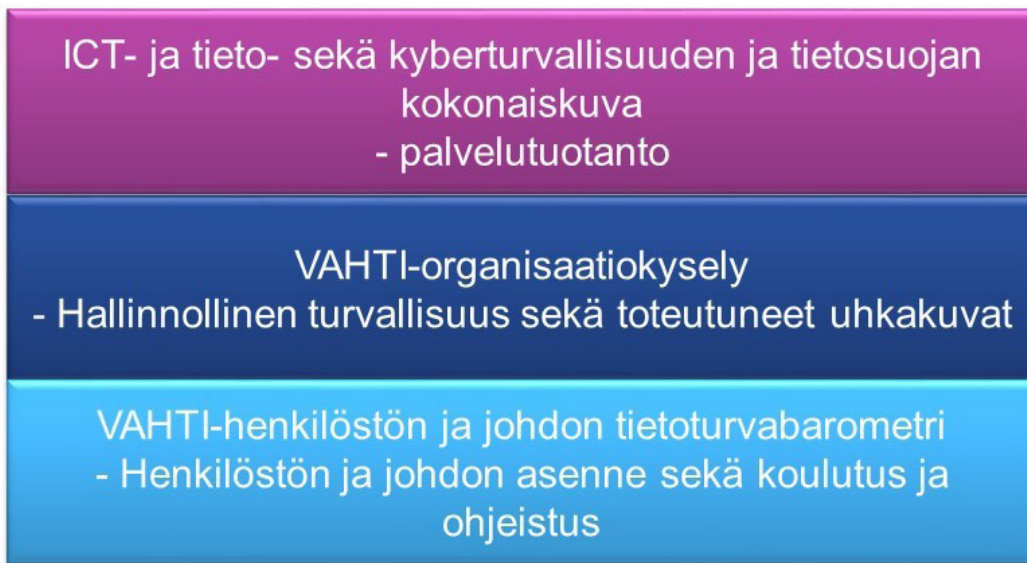 ICT- ja tieto- sekä kyberturvallisuuden ja tietosuojan
kokonaiskuva
- palvelutuotanto
VAHTI-organisaatiokysely
- Hallinnollinen turvallisuus sekä toteutuneet uhkakuvat
VAHTI-henkilöstön ja johdon tietoturvabarometri
- Henkilöstön ja johdon asenne sekä koulutus ja
ohjeistus